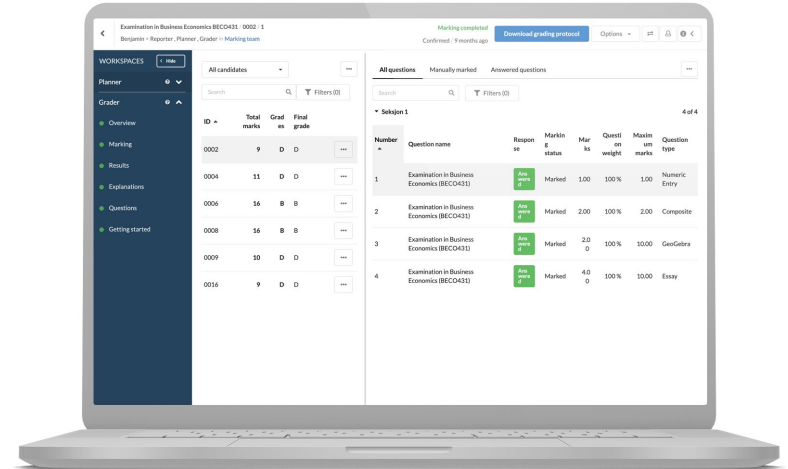 Examination in Business Economics BECO431 / 0002 / 1
Benjamin • Reporter, Planner, Grader in Marking team
Marking completed
Confirmed / 9 months ago
Download grading protocol
Options
WORKSPACES
Hide
Planner
Grader
Overview
Marking
Results
Explanations
Questions
Getting started
All candidates
Search
Filters (0)
ID Total marks Grad es Final grade
0002 9 D D
0004 11 D D
0006 16 B B
0008 16 B B
0009 10 D D
0016 9 D D
All questions Manually marked Answered questions
Search
Filters (0)
Seksjon 1 4 of 4
Number Question name Respon se Markin g status Mar ks Questi on weight Maxim um marks Question type
1 Examination in Business Economics (BECO431) Ans were d Marked 1.00 100 % 1.00 Numeric Entry
2 Examination in Business Economics (BECO431) Ans were d Marked 2.00 100 % 2.00 Composite
3 Examination in Business Economics (BECO431) Ans were d Marked 2.0 0 100 % 10.00 GeoGebra
4 Examination in Business Economics (BECO431) Ans were d Marked 4.0 0 100 % 10.00 Essay